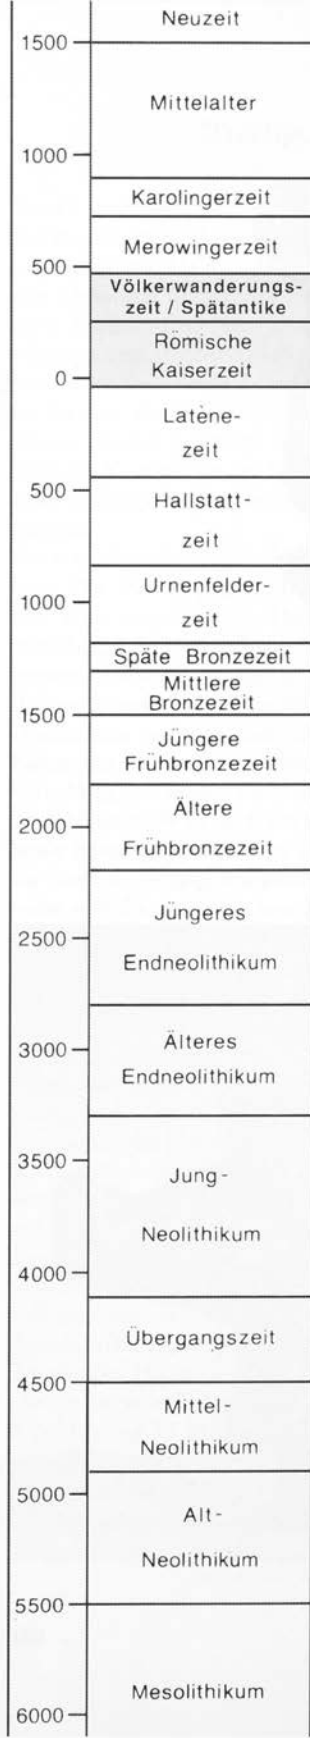 Neuzeit
1500
Mittelalter
1000
Karolingerzeit
Merowingerzeit
500
Völkerwanderungs-
zeit / Spätantike
Römische
Kaiserzeit
0
Latène-
zeit
500
Hallstatt-
zeit
Urnenfelder-
1000
zeit
Späte Bronzezeit
Mittlere
Bronzezeit
1500
Jüngere
Frühbronzezeit
Ältere
2000
Frühbronzezeit
Jüngeres
2500
Endneolithikum
Älteres
3000
Endneolithikum
3500
Jung-
Neolithikum
4000
Übergangszeit
4500
Mittel-
Neolithikum
5000
Alt-
Neolithikum
5500
Mesolithikum
6000